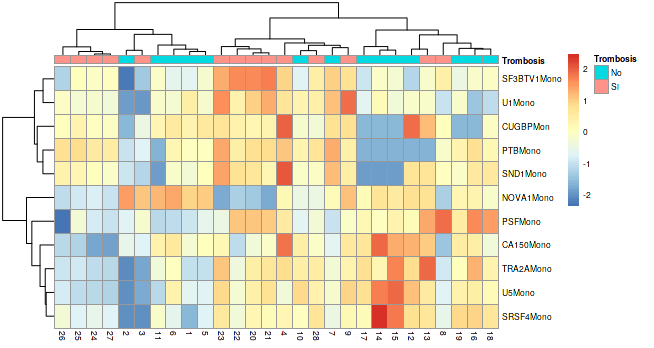 Trombosis
Trombosis
No
SI
SF3BTV1Mono
U1Mono
CUGBPMon
PTBMono
SND1Mono
NOVA1Mono
PSFMono
CA150Mono
TRA2AMono
U5Mono
SRSF4Mono
2
1
0
-1
-2
26 25 24 27 2 3 11 6 1 5 23 22 20 21 4 10 28 7 9 17 14 15 12 13 8 19 16 18